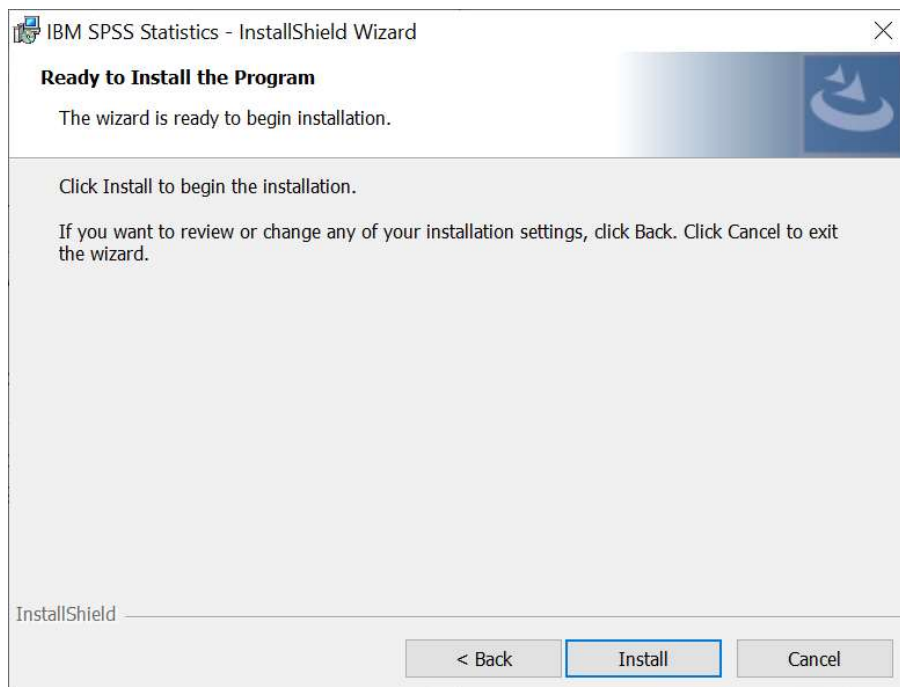 IBM SPSS Statistics - InstallShield Wizard
Ready to Install the Program
The wizard is ready to begin installation.
Click Install to begin the installation.
If you want to review or change any of your installation settings, click Back. Click Cancel to exit
the wizard.
InstallShield
< Back
Install
Cancel